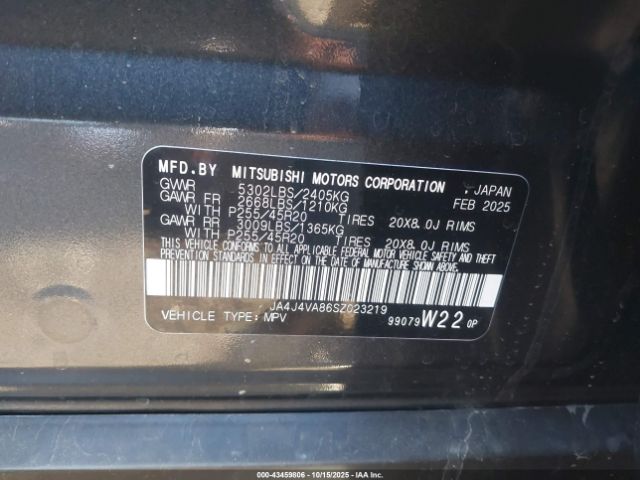 MFD.BY MITSUBISHI MOTORS CORPORATION , JAPAN
GVWR 5302LBS/2405KG FEB 2025
GAWR FR 2668LBS/1210KG
WITH P255/45R20 TIRES 20X8.0J RIMS
GAWR RR 3009LBS/1365KG
WITH P255/45R20 TIRES 20X8.0J RIMS
THIS VEHICLE CONFORMS TO ALL APPLICABLE FEDERAL MOTOR VEHICLE SAFETY AND THEFT
PREVENTION STANDARDS IN EFFECT ON THE DATE OF MANUFACTURE SHOWN ABOVE.
JA4J4VA86SZ023219
VEHICLE TYPE: MPV 99079 W22 0P
000-43459806 - 10/15/2025 - IAA Inc.